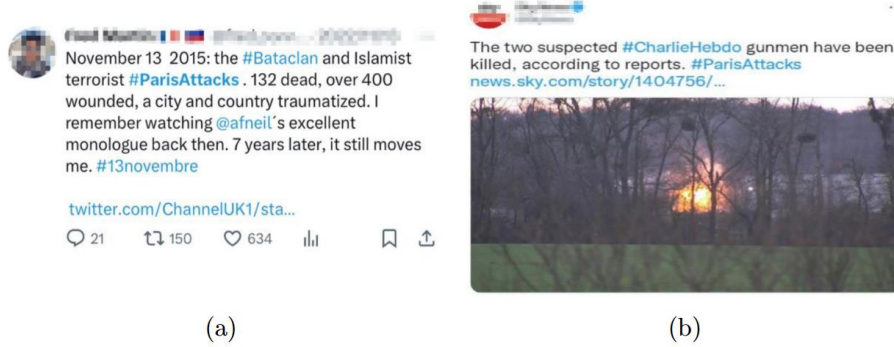 November 13 2015: the #Bataclan and Islamist
terrorist #ParisAttacks . 132 dead, over 400
wounded, a city and country traumatized. I
remember watching @afneil´s excellent
monologue back then. 7 years later, it still moves
me. #13novembre
twitter.com/ChannelUK1/sta...
21 150 634
(a)
The two suspected #CharlieHebdo gunmen have been
killed, according to reports. #ParisAttacks
news.sky.com/story/1404756/...
(b)